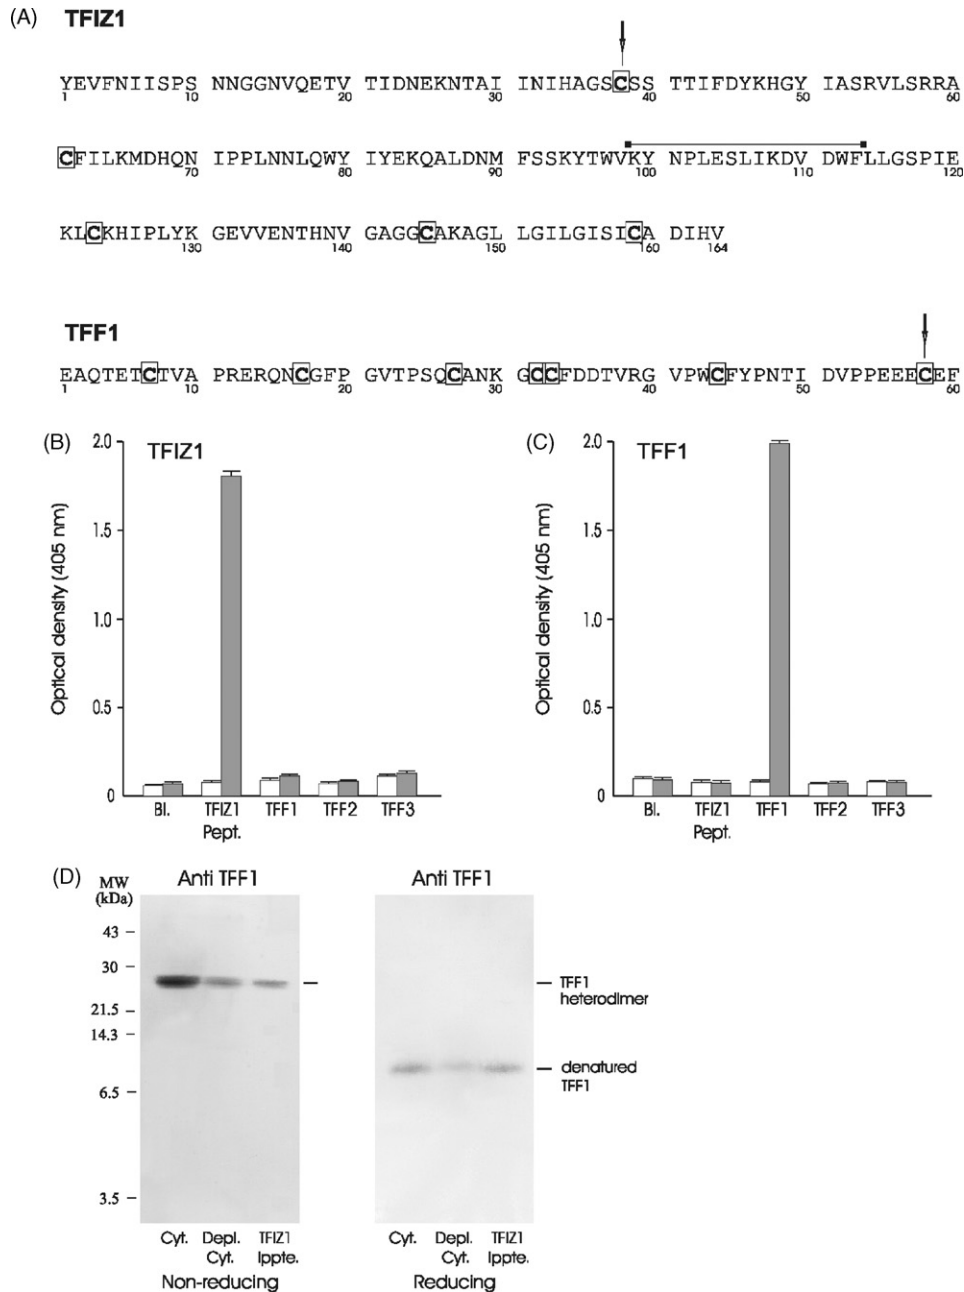 (A) TFIZ1
YEVFNIISPS NNGGNVQETV TIDNEKNTAI INIHAGSCSS TTIFDYKHGY IASRVLSRRA
1 10 20 30 40 50 60
CFILKMDHQN IPPLNNLQWY IYEKQALDNM FSSKYTWVKY NPLESLIKDV DWFLLGSPIE
70 80 90 100 110 120
KLCKHIPLYK GEVVENTHNV GAGGCAKAGL LGILGISICA DIHV
130 140 150 160 164
TFF1
EAQTETCTVA PRERQNCGFP GVTPSQCANK GCCFDDTVRG VPWCFYPNTI DVPPEEECEF
1 10 20 30 40 50 60
(B) TFIZ1
Optical density (405 nm)
2.0
1.5
1.0
0.5
0
Bl. TFIZ1 Pept. TFF1 TFF2 TFF3
(C) TFF1
Optical density (405 nm)
2.0
1.5
1.0
0.5
0
Bl. TFIZ1 Pept. TFF1 TFF2 TFF3
(D) MW (kDa)
Anti TFF1 Anti TFF1
43
30
21.5
14.3
6.5
3.5
TFF1 heterodimer
denatured TFF1
Cyt. Depl. Cyt. TFIZ1 Ippte.
Non-reducing
Cyt. Depl. Cyt. TFIZ1 Ippte.
Reducing